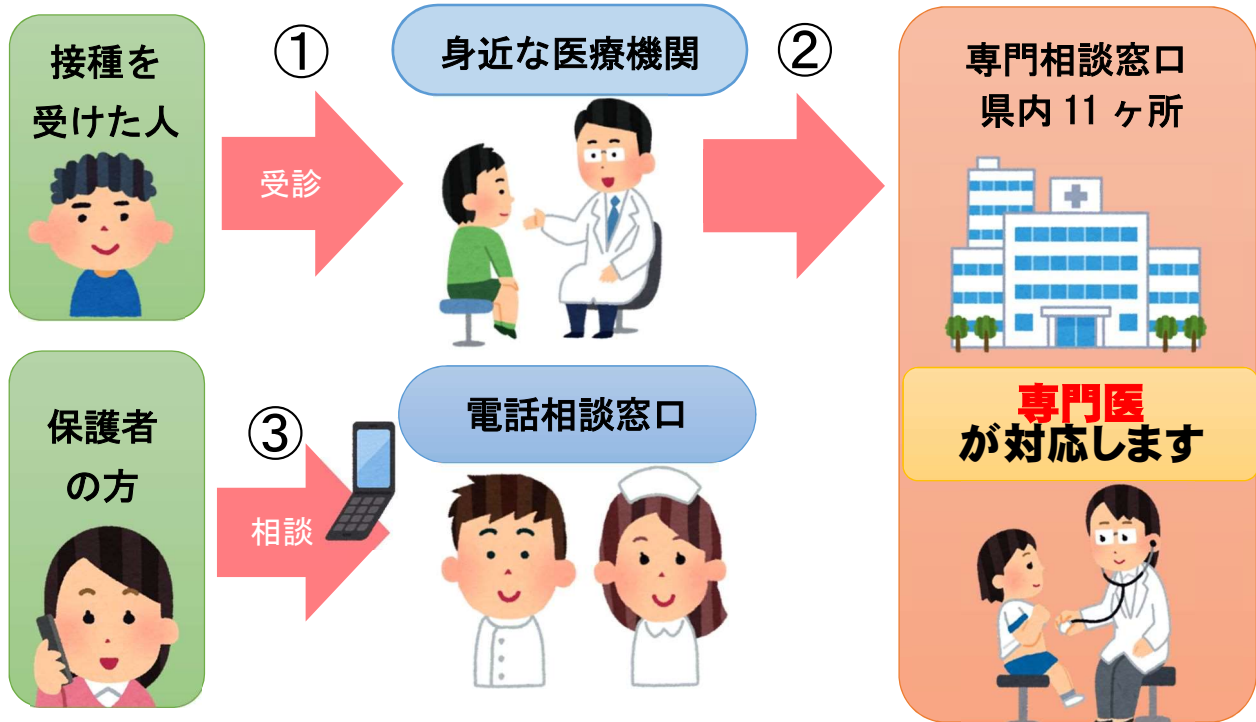 接種を
受けた人
①
受診
身近な医療機関
②
専門相談窓口
県内 11 ヶ所
専門医
が対応します
保護者
の方
③
相談
電話相談窓口